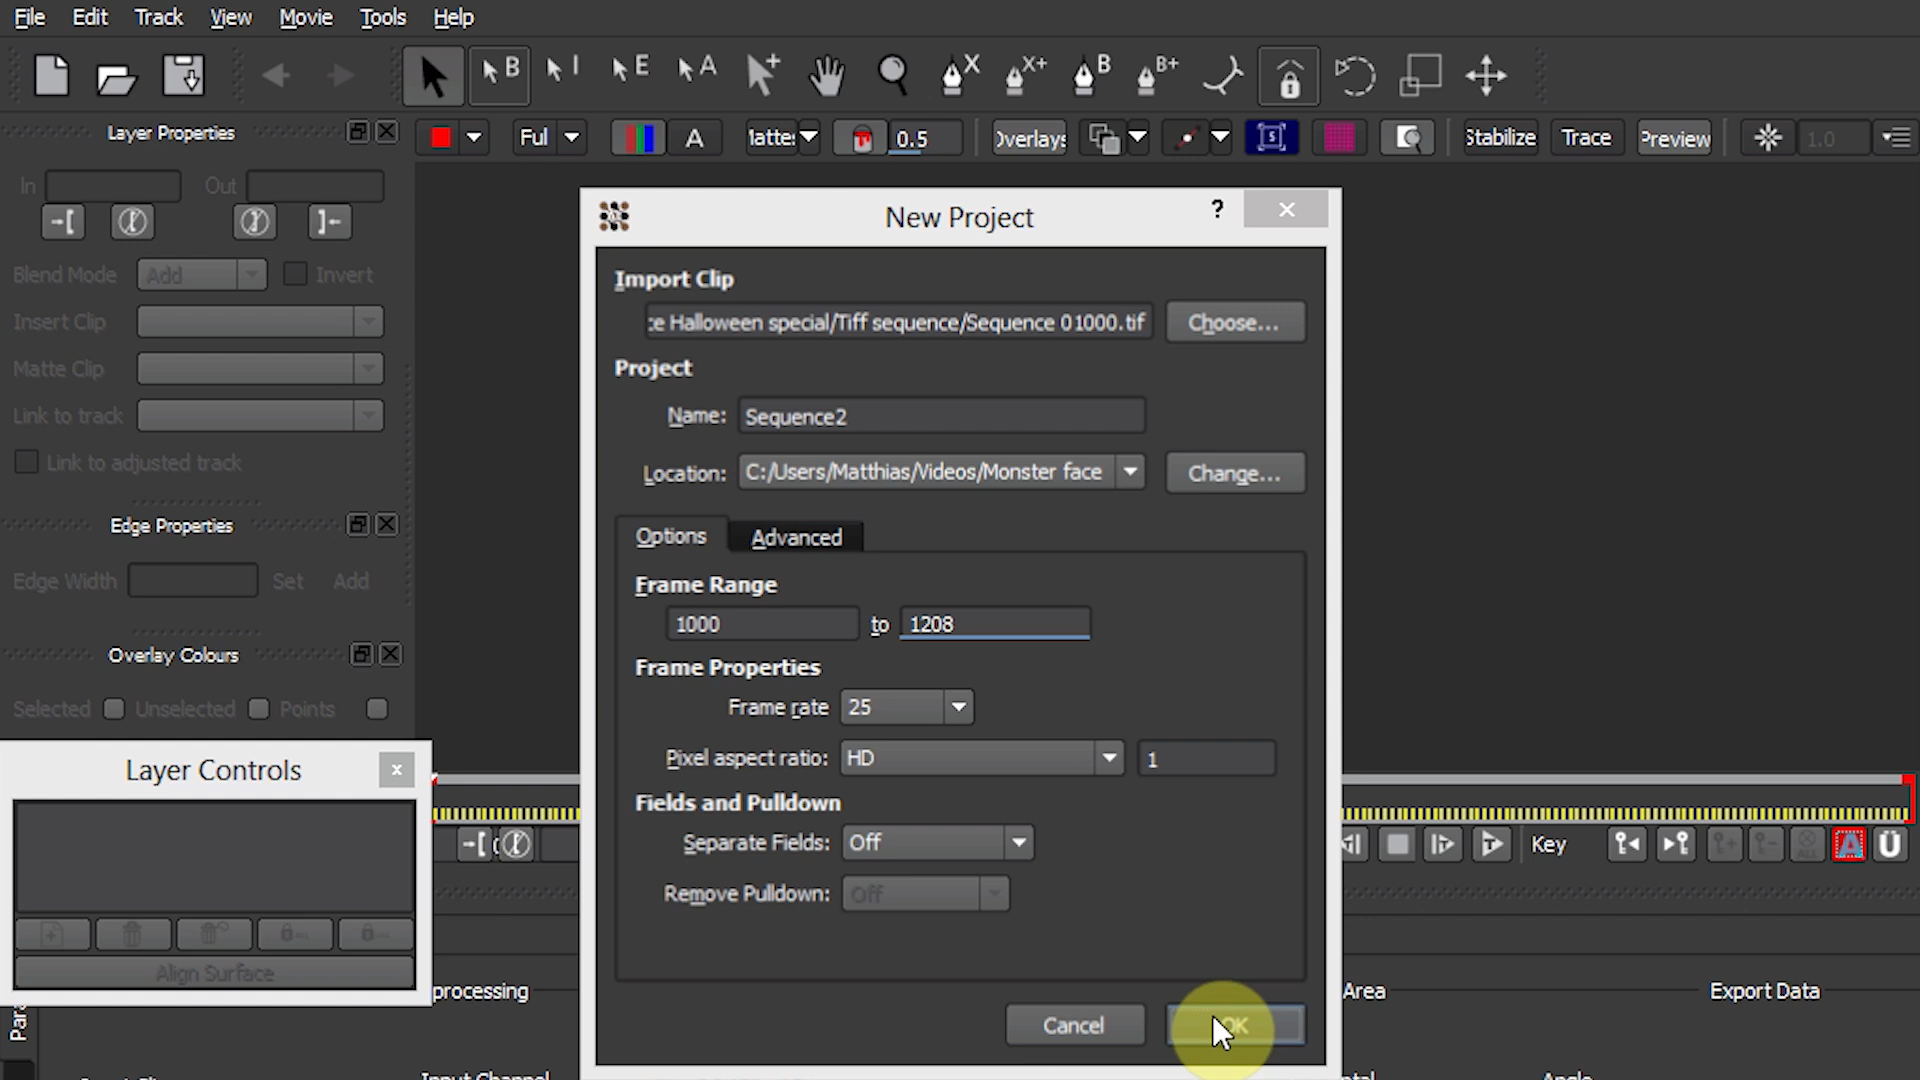 File Edit Track View Movie Tools Help
B I E A X X+ B B+
Layer Properties
Ful A Matte: 0.5 Overlays S Stabilize Trace Preview 1.0
In Out
Blend Mode Add Invert
Insert Clip
Matte Clip
Link to track
Link to adjusted track
Edge Properties
Edge Width Set Add
Overlay Colours
Selected Unselected Points
Layer Controls
Align Surface
New Project
?
Import Clip
:e Halloween special/Tiff sequence/Sequence 01000.tif Choose...
Project
Name: Sequence2
Location: C:/Users/Matthias/Videos/Monster face Change...
Options Advanced
Frame Range
1000 to 1208
Frame Properties
Frame rate 25
Pixel aspect ratio: HD 1
Fields and Pulldown
Separate Fields: Off
Remove Pulldown: Off
Cancel OK
Key ALL A Ü
processing Area Export Data
Para
Input Channel Angle